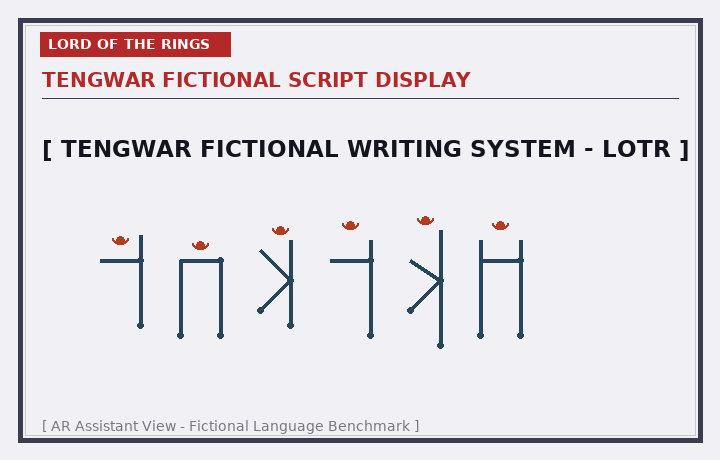 LORD OF THE RINGS
TENGWAR FICTIONAL SCRIPT DISPLAY
[ TENGWAR FICTIONAL WRITING SYSTEM - LOTR ]
[ AR Assistant View - Fictional Language Benchmark ]